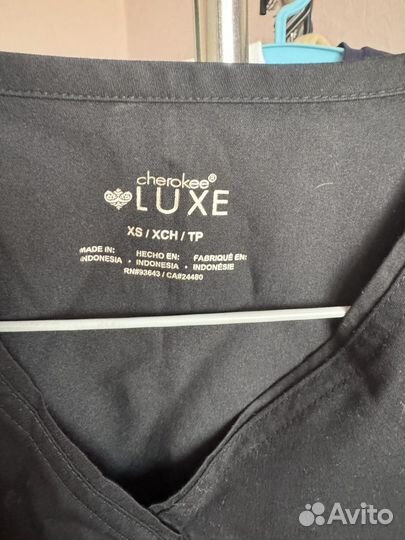 cherokee®
LUXE
XS / XCH / TP
MADE IN: HECHO EN: FABRIQUÉ EN:
INDONESIA • INDONESIA • INDONÉSIE
RN#93643 / CA#24480
Avito